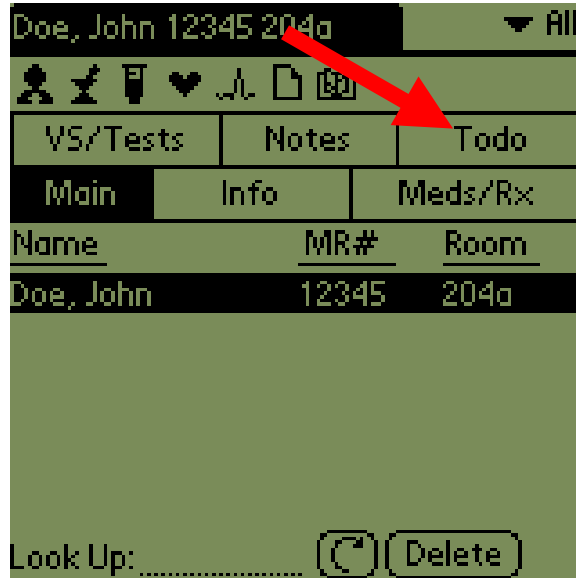 Doe, John 12345 204a All
VS/Tests Notes Todo
Main Info Meds/Rx
Name MR# Room
Doe, John 12345 204a
Look Up: Delete